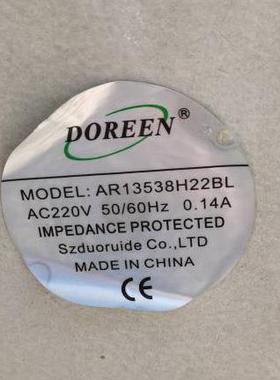 DOREEN®
MODEL: AR13538H22BL
AC220V 50/60Hz 0.14A
IMPEDANCE PROTECTED
Szduoruide Co.,LTD
MADE IN CHINA
CE